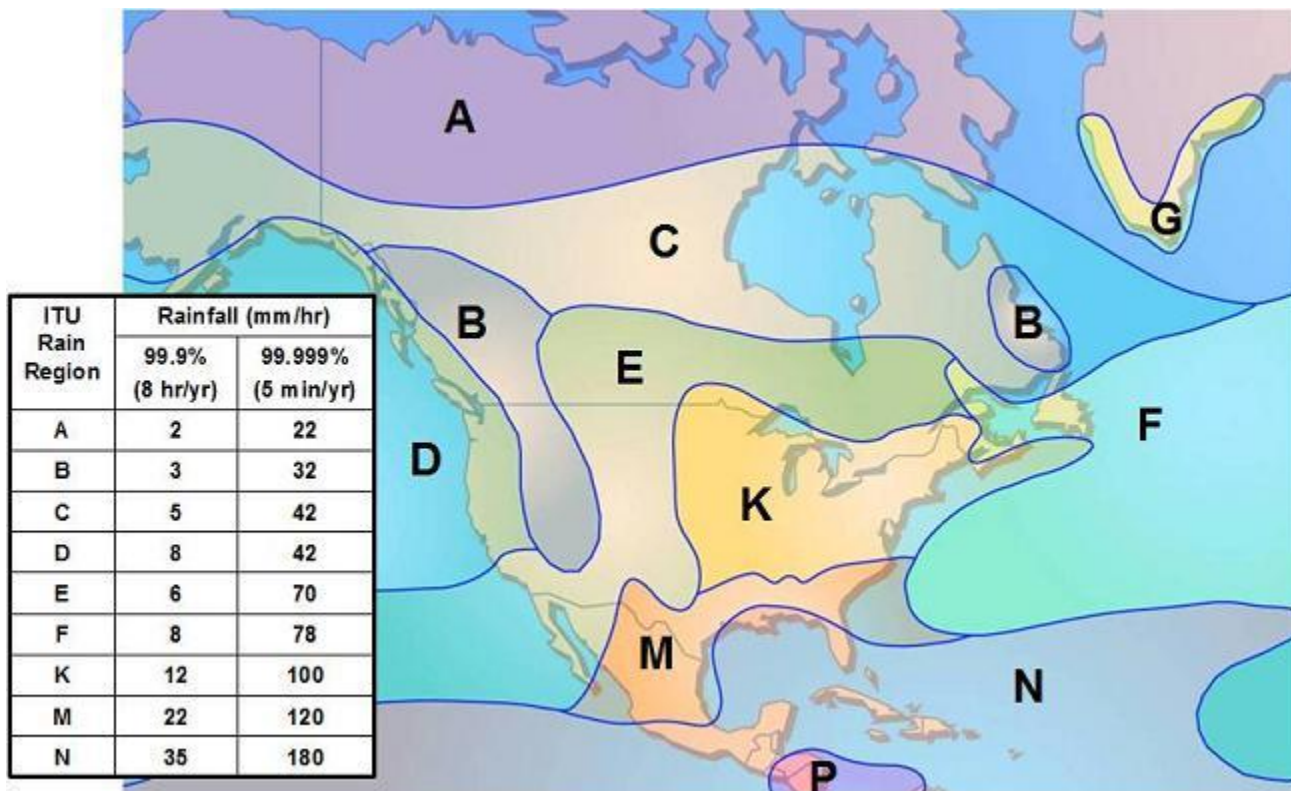 A
G
C
B
B
E
F
D
K
M
N
P
ITU Rain Region
Rainfall (mm/hr)
99.9% (8 hr/yr)
99.999% (5 min/yr)
A 2 22
B 3 32
C 5 42
D 8 42
E 6 70
F 8 78
K 12 100
M 22 120
N 35 180